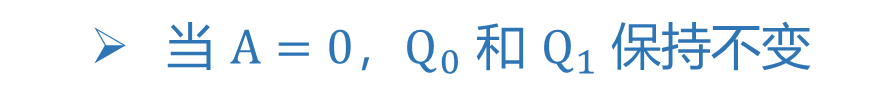 ➢ 当 A = 0，Q₀ 和 Q₁ 保持不变